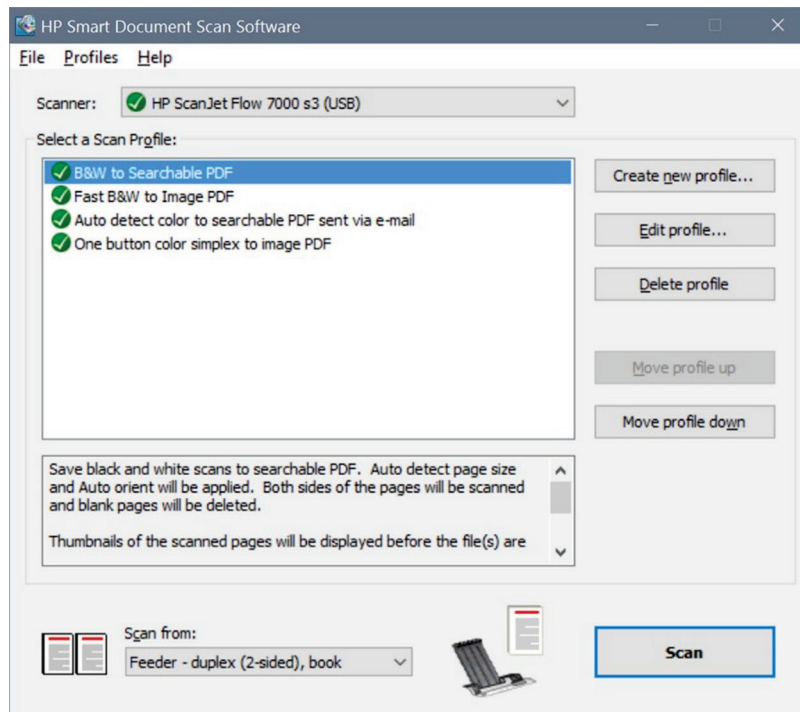 HP Smart Document Scan Software
File Profiles Help
Scanner: HP ScanJet Flow 7000 s3 (USB)
Select a Scan Profile:
B&W to Searchable PDF
Fast B&W to Image PDF
Auto detect color to searchable PDF sent via e-mail
One button color simplex to image PDF
Create new profile...
Edit profile...
Delete profile
Move profile up
Move profile down
Save black and white scans to searchable PDF. Auto detect page size
and Auto orient will be applied. Both sides of the pages will be scanned
and blank pages will be deleted.
Thumbnails of the scanned pages will be displayed before the file(s) are
Scan from:
Feeder - duplex (2-sided), book
Scan